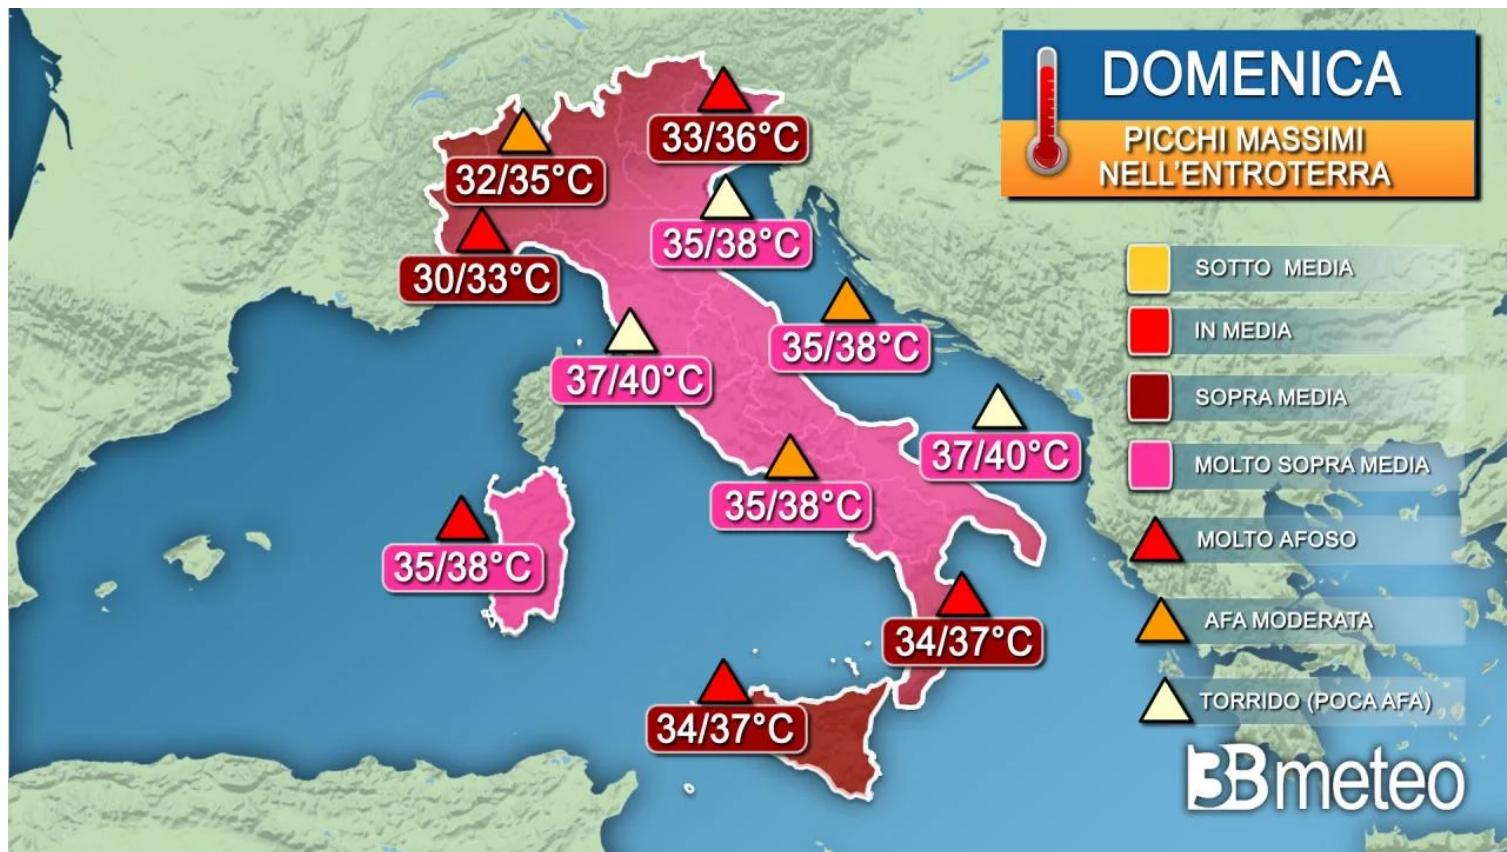 DOMENICA
PICCHI MASSIMI
NELL'ENTROTERRA
33/36°C
32/35°C
35/38°C
30/33°C
35/38°C
37/40°C
37/40°C
35/38°C
35/38°C
34/37°C
34/37°C
SOTTO MEDIA
IN MEDIA
SOPRA MEDIA
MOLTO SOPRA MEDIA
MOLTO AFOSO
AFA MODERATA
TORRIDO (POCA AFA)
3Bmeteo